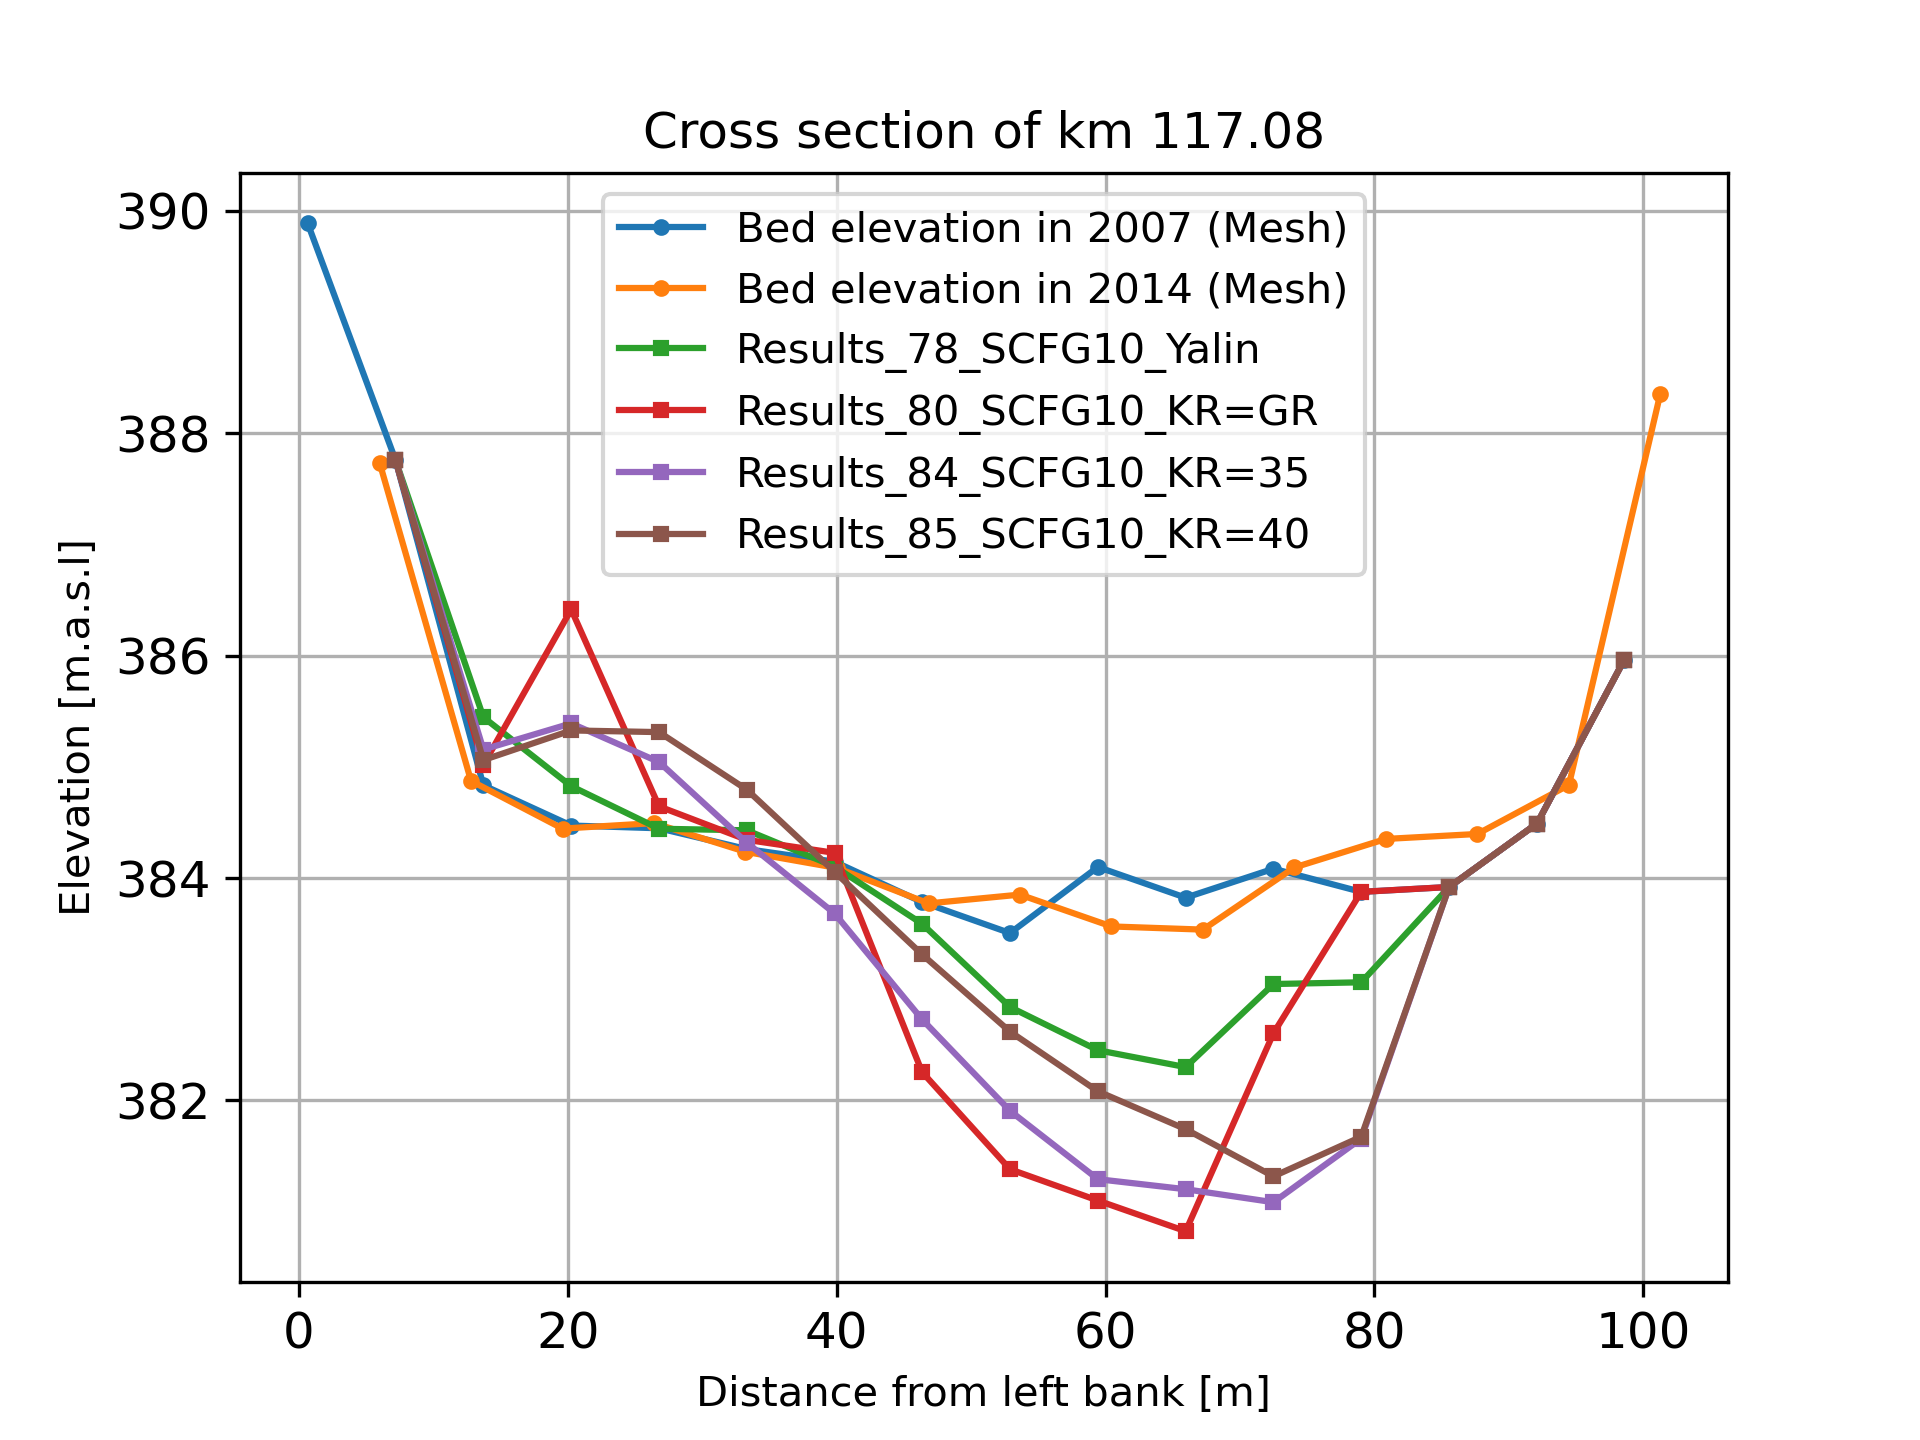 Cross section of km 117.08
390
388
386
384
382
Elevation [m.a.s.l]
Bed elevation in 2007 (Mesh)
Bed elevation in 2014 (Mesh)
Results_78_SCFG10_Yalin
Results_80_SCFG10_KR=GR
Results_84_SCFG10_KR=35
Results_85_SCFG10_KR=40
0 20 40 60 80 100
Distance from left bank [m]